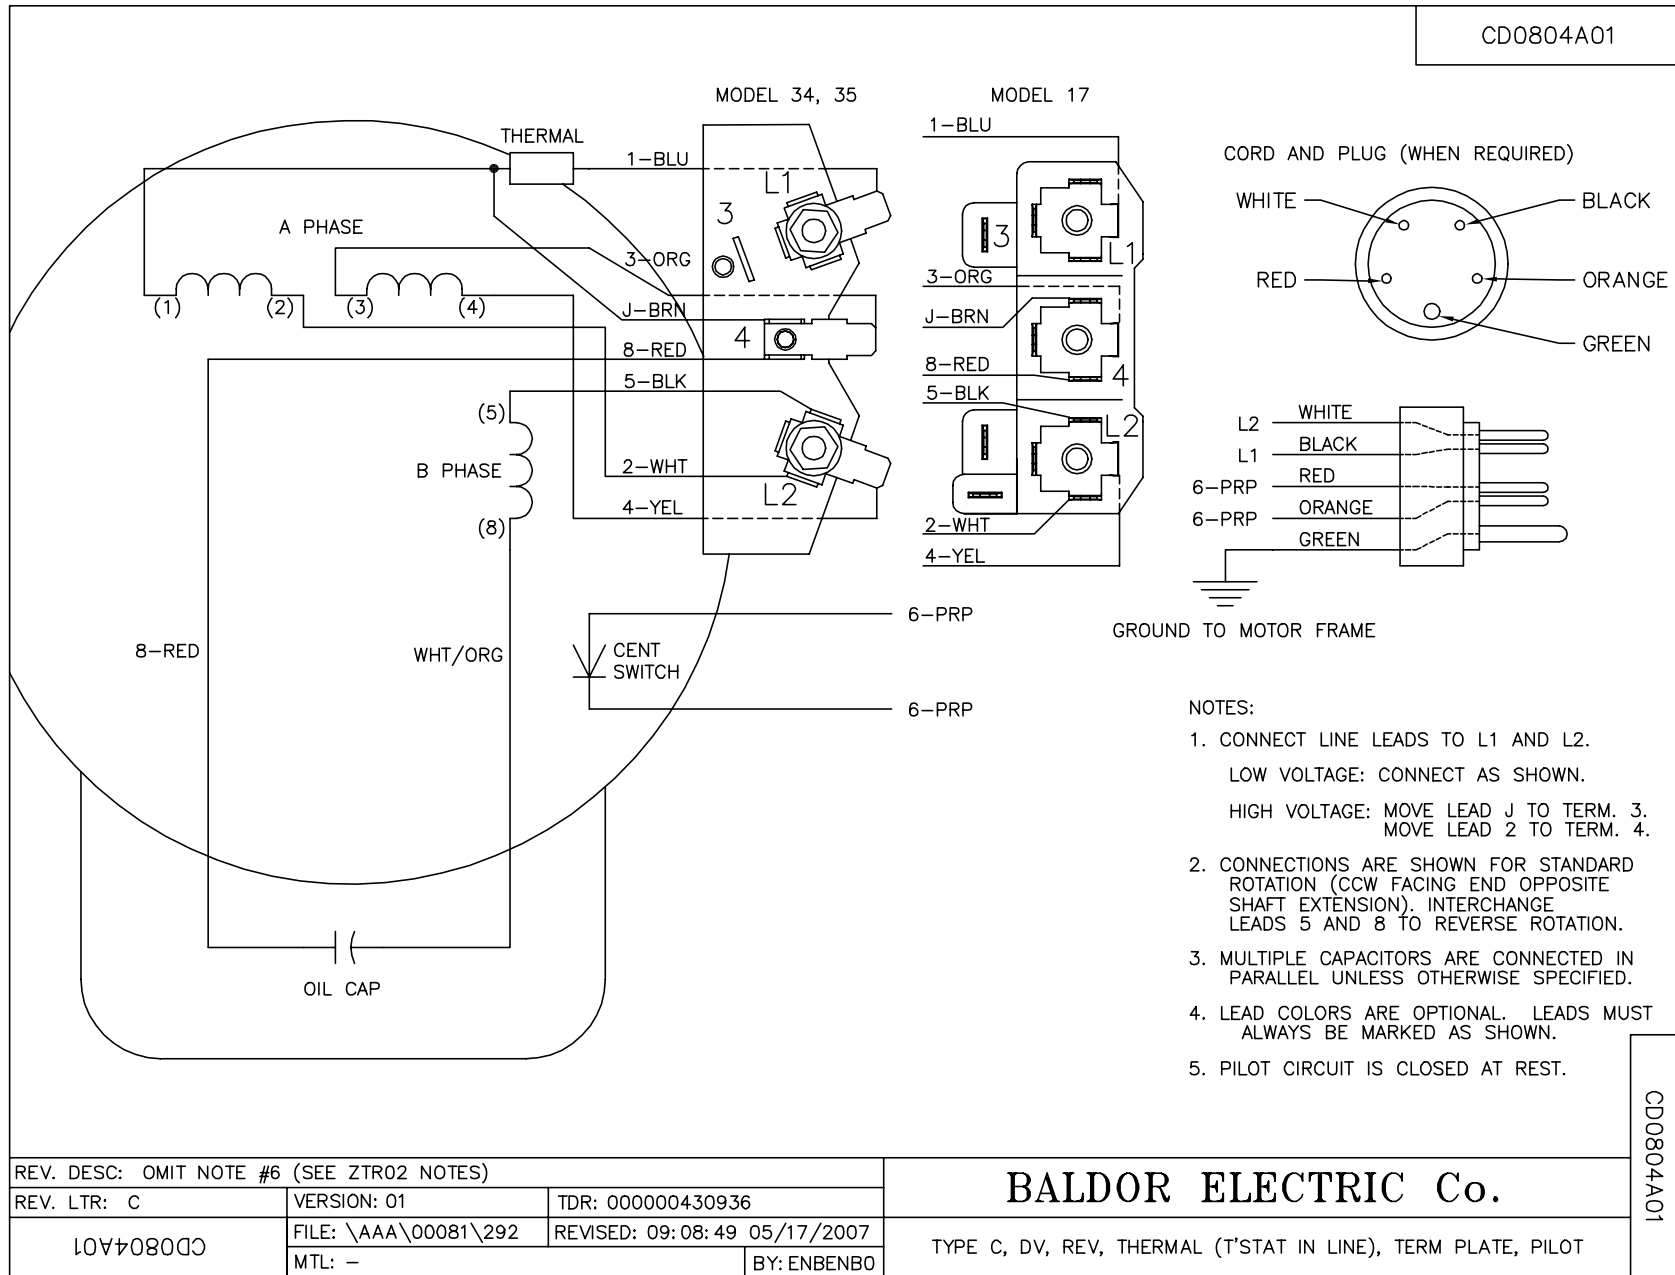 CD0804A01
MODEL 34, 35
MODEL 17
THERMAL
1-BLU
L1
3
A PHASE
3-ORG
(1)
(2)
(3)
(4)
J-BRN
4
8-RED
5-BLK
(5)
B PHASE
2-WHT
L2
(8)
4-YEL
8-RED
WHT/ORG
CENT
SWITCH
6-PRP
6-PRP
OIL CAP
1-BLU
3
L1
3-ORG
J-BRN
8-RED
4
5-BLK
L2
2-WHT
4-YEL
CORD AND PLUG (WHEN REQUIRED)
WHITE
BLACK
RED
ORANGE
GREEN
L2 WHITE
L1 BLACK
6-PRP RED
6-PRP ORANGE
GREEN
GROUND TO MOTOR FRAME
NOTES:
1. CONNECT LINE LEADS TO L1 AND L2.
LOW VOLTAGE: CONNECT AS SHOWN.
HIGH VOLTAGE: MOVE LEAD J TO TERM. 3.
MOVE LEAD 2 TO TERM. 4.
2. CONNECTIONS ARE SHOWN FOR STANDARD
ROTATION (CCW FACING END OPPOSITE
SHAFT EXTENSION). INTERCHANGE
LEADS 5 AND 8 TO REVERSE ROTATION.
3. MULTIPLE CAPACITORS ARE CONNECTED IN
PARALLEL UNLESS OTHERWISE SPECIFIED.
4. LEAD COLORS ARE OPTIONAL. LEADS MUST
ALWAYS BE MARKED AS SHOWN.
5. PILOT CIRCUIT IS CLOSED AT REST.
CD0804A01
REV. DESC: OMIT NOTE #6 (SEE ZTR02 NOTES)
REV. LTR: C
VERSION: 01
TDR: 000000430936
CD0804A01
FILE: \AAA\00081\292
REVISED: 09:08:49 05/17/2007
MTL: -
BY: ENBENBO
BALDOR ELECTRIC Co.
TYPE C, DV, REV, THERMAL (T'STAT IN LINE), TERM PLATE, PILOT